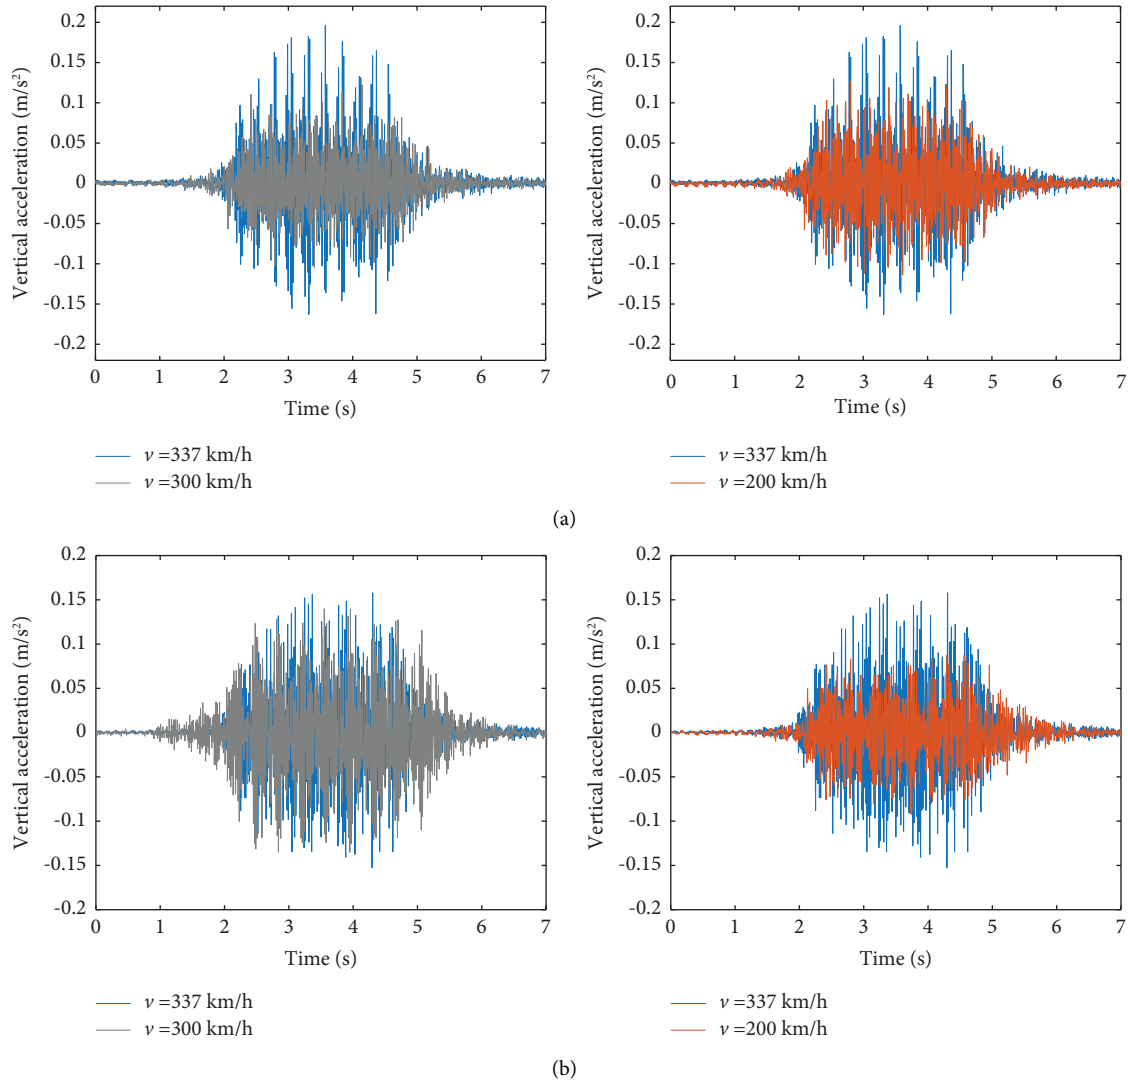 0.2
0.15
0.1
0.05
0
-0.05
-0.1
-0.15
-0.2
Vertical acceleration (m/s²)
0 1 2 3 4 5 6 7
Time (s)
v =337 km/h
v =300 km/h
0.2
0.15
0.1
0.05
0
-0.05
-0.1
-0.15
-0.2
Vertical acceleration (m/s²)
0 1 2 3 4 5 6 7
Time (s)
v =337 km/h
v =200 km/h
(a)
0.2
0.15
0.1
0.05
0
-0.05
-0.1
-0.15
-0.2
Vertical acceleration (m/s²)
0 1 2 3 4 5 6 7
Time (s)
v =337 km/h
v =300 km/h
0.2
0.15
0.1
0.05
0
-0.05
-0.1
-0.15
-0.2
Vertical acceleration (m/s²)
0 1 2 3 4 5 6 7
Time (s)
v =337 km/h
v =200 km/h
(b)